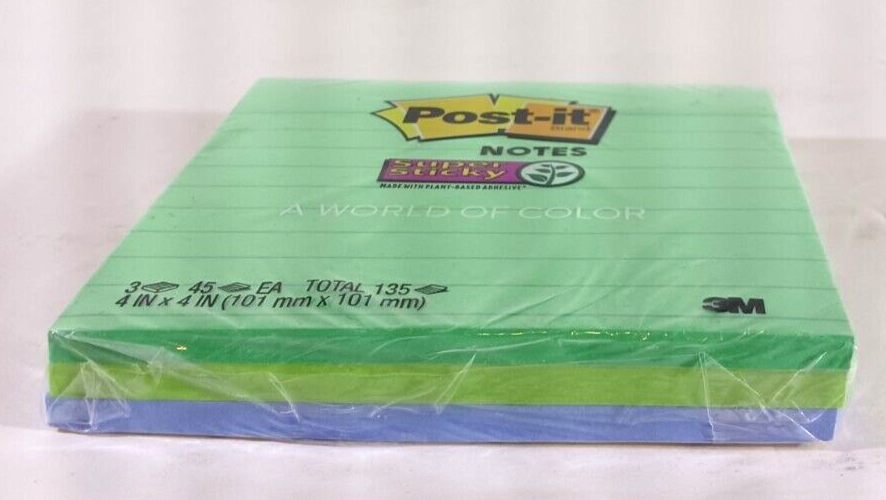 Post-it
Brand
NOTES
Super
Sticky
MADE WITH PLANT-BASED ADHESIVE*
A WORLD OF COLOR
3 45 EA TOTAL 135
4 IN x 4 IN (101 mm x 101 mm)
3M